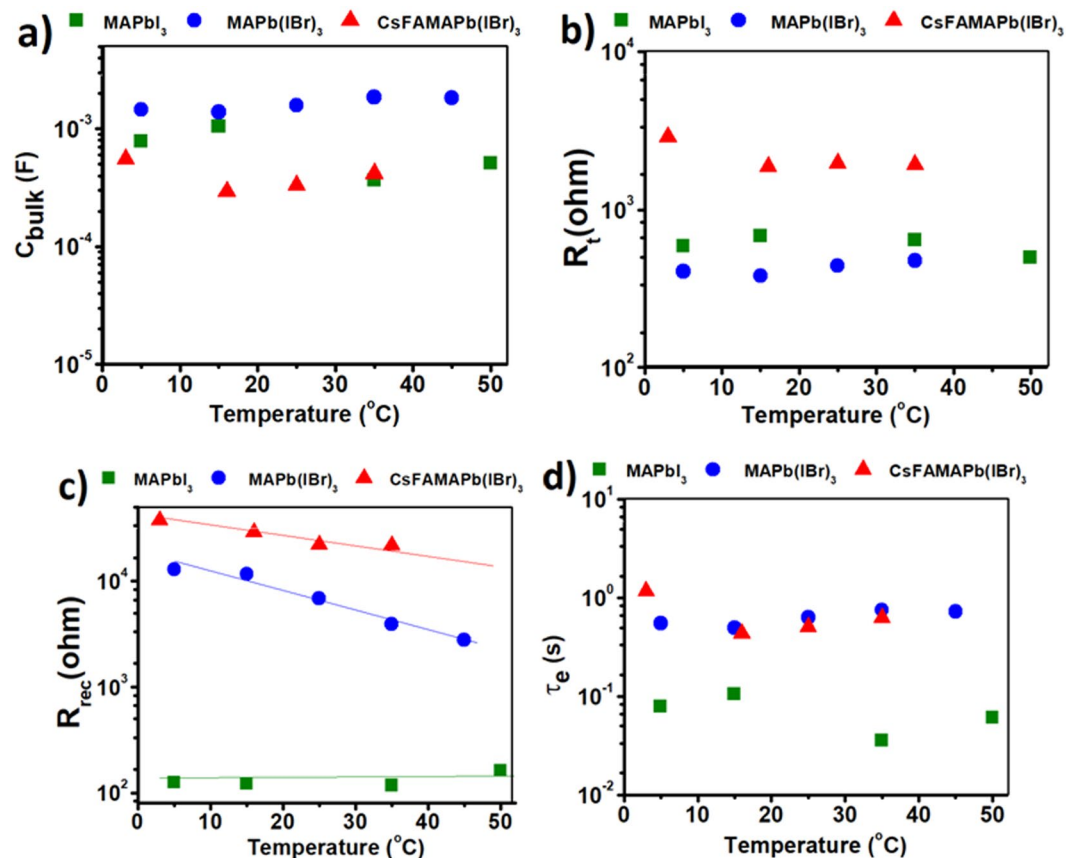 a) MAPbI₃ MAPb(IBr)₃ CsFAMAPb(IBr)₃
C_bulk (F)
10⁻³
10⁻⁴
10⁻⁵
0 10 20 30 40 50
Temperature (°C)
b) MAPbI₃ MAPb(IBr)₃ CsFAMAPb(IBr)₃
R_t(ohm)
10⁴
10³
10²
0 10 20 30 40 50
Temperature (°C)
c) MAPbI₃ MAPb(IBr)₃ CsFAMAPb(IBr)₃
R_rec(ohm)
10⁴
10³
10²
0 10 20 30 40 50
Temperature (°C)
d) MAPbI₃ MAPb(IBr)₃ CsFAMAPb(IBr)₃
τ_e (s)
10¹
10⁰
10⁻¹
10⁻²
0 10 20 30 40 50
Temperature (°C)